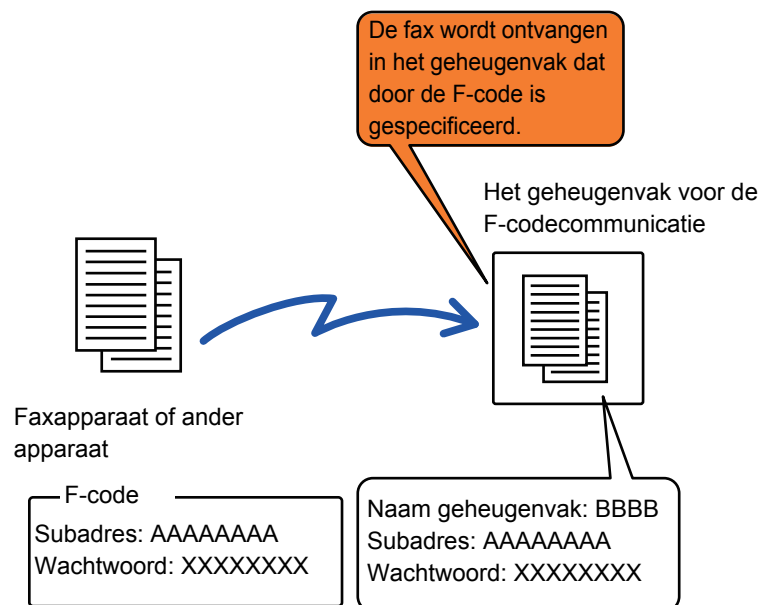 De fax wordt ontvangen
in het geheugenvak dat
door de F-code is
gespecificeerd.
Het geheugenvak voor de
F-codecommunicatie
Faxapparaat of ander
apparaat
F-code
Subadres: AAAAAAAA
Wachtwoord: XXXXXXXX
Naam geheugenvak: BBBB
Subadres: AAAAAAAA
Wachtwoord: XXXXXXXX